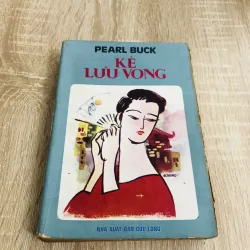 PEARL BUCK
KẺ
LƯU VONG
NHÀ XUẤT BẢN CỬU LONG